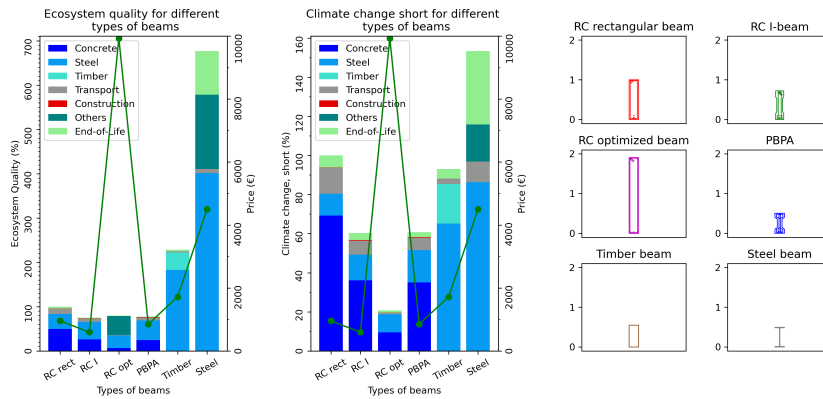 Ecosystem quality for different
types of beams
700
600
500
400
300
200
100
0
Ecosystem Quality (%)
Concrete
Steel
Timber
Transport
Construction
Others
End-of-Life
10000
8000
6000
4000
2000
0
Price (€)
RC rect
RC I
RC opt
PBPA
Timber
Steel
Types of beams
Climate change short for different
types of beams
160
140
120
100
80
60
40
20
0
Climate change, short (%)
Concrete
Steel
Timber
Transport
Construction
Others
End-of-Life
10000
8000
6000
4000
2000
0
Price (€)
RC rect
RC I
RC opt
PBPA
Timber
Steel
Types of beams
RC rectangular beam
2
1
0
RC I-beam
2
1
0
RC optimized beam
2
1
0
PBPA
2
1
0
Timber beam
2
1
0
Steel beam
2
1
0